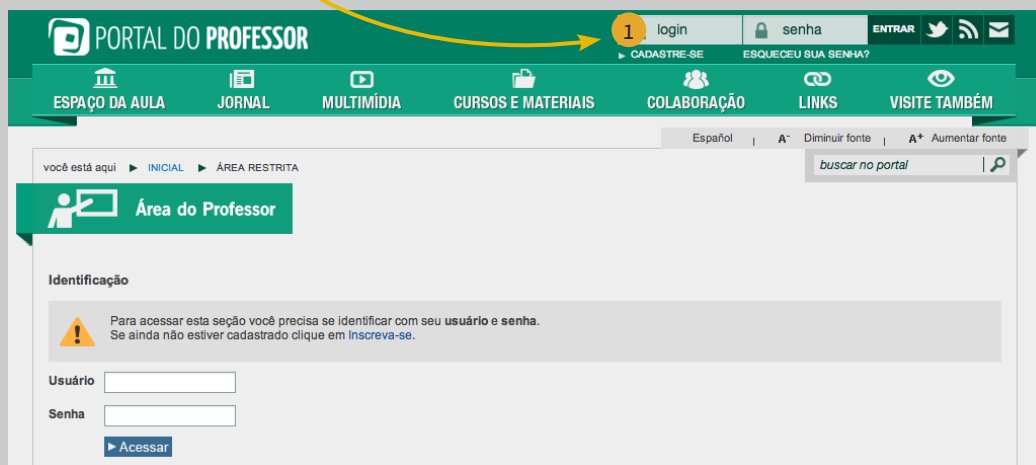 PORTAL DO PROFESSOR
1 login senha ENTRAR
CADASTRE-SE ESQUECEU SUA SENHA?
ESPAÇO DA AULA JORNAL MULTIMÍDIA CURSOS E MATERIAIS COLABORAÇÃO LINKS VISITE TAMBÉM
Español | A- Diminuir fonte | A+ Aumentar fonte
você está aqui ► INICIAL ► ÁREA RESTRITA
buscar no portal
Área do Professor
Identificação
Para acessar esta seção você precisa se identificar com seu usuário e senha.
Se ainda não estiver cadastrado clique em Inscreva-se.
Usuário
Senha
Acessar